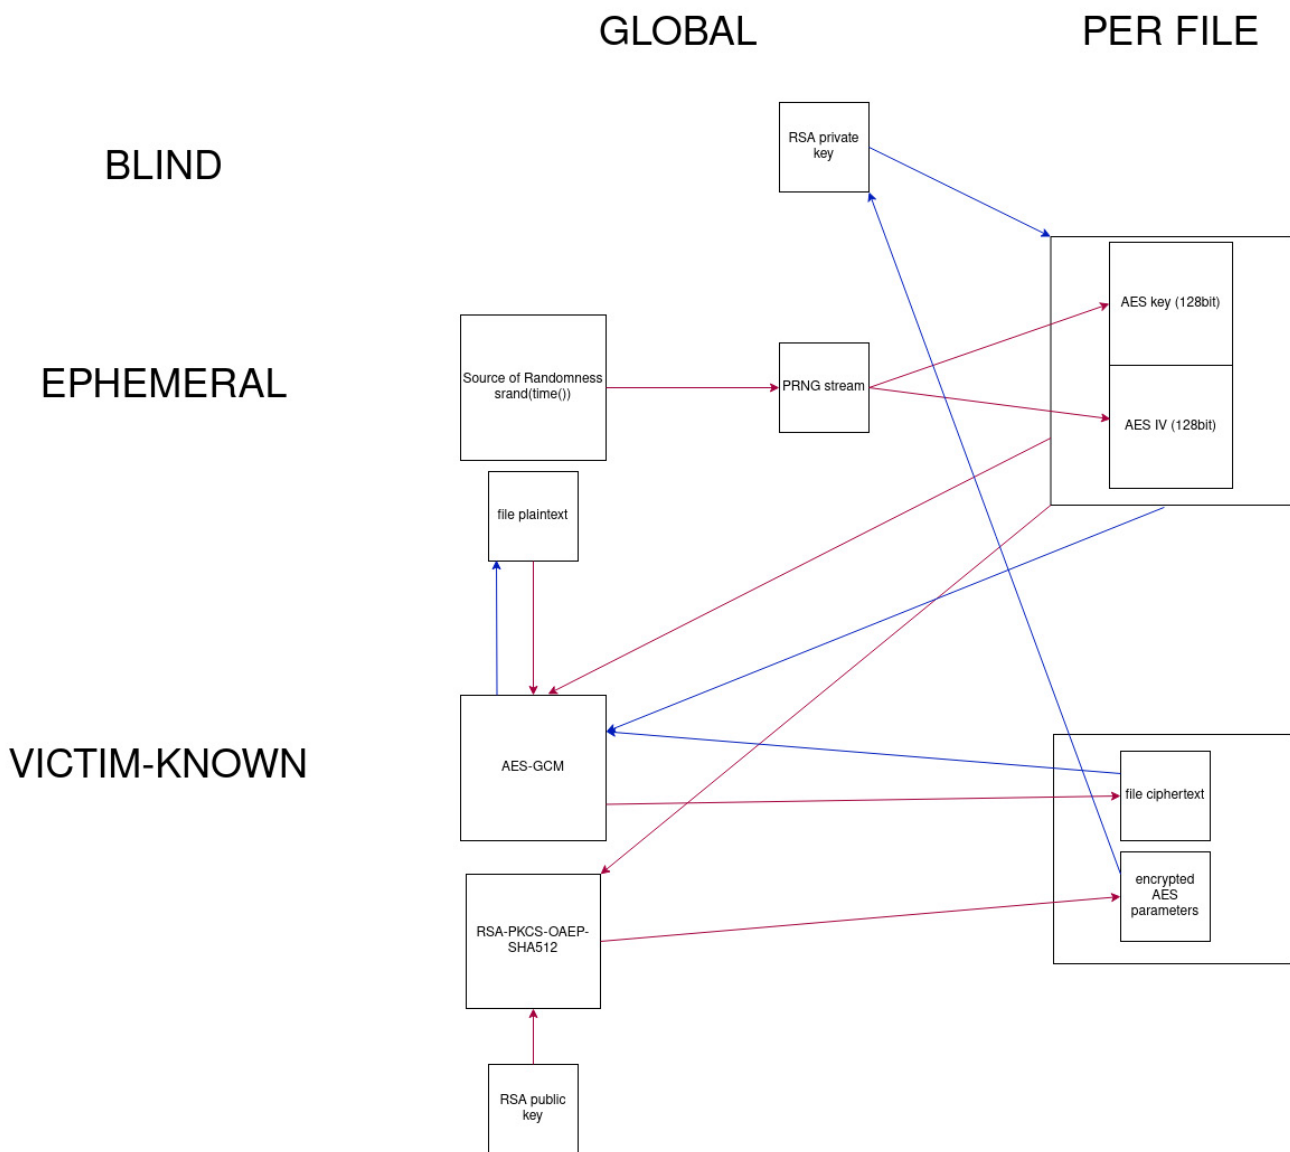 GLOBAL
PER FILE
BLIND
RSA private
key
EPHEMERAL
Source of Randomness
srand(time())
PRNG stream
AES key (128bit)
AES IV (128bit)
file plaintext
VICTIM-KNOWN
AES-GCM
file ciphertext
encrypted
AES
parameters
RSA-PKCS-OAEP-
SHA512
RSA public
key